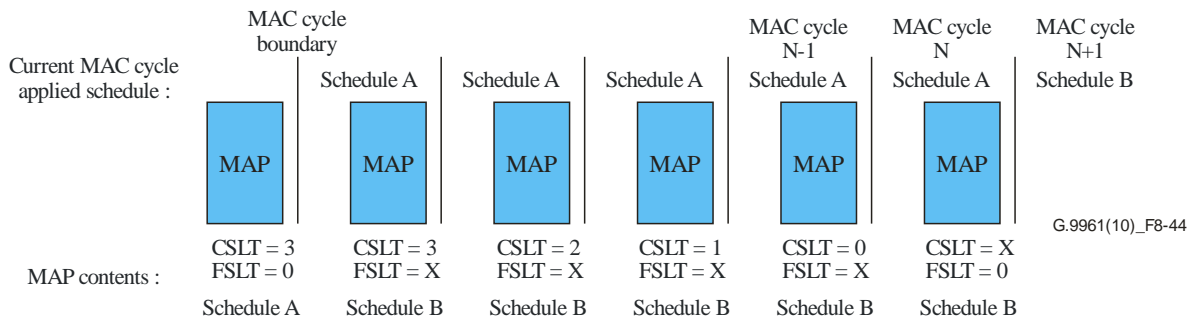 MAC cycle
boundary
MAC cycle
N-1
MAC cycle
N
MAC cycle
N+1
Current MAC cycle
applied schedule :
Schedule A
Schedule A
Schedule A
Schedule A
Schedule A
Schedule B
MAP
MAP
MAP
MAP
MAP
MAP
G.9961(10)_F8-44
MAP contents :
CSLT = 3
FSLT = 0
Schedule A
CSLT = 3
FSLT = X
Schedule B
CSLT = 2
FSLT = X
Schedule B
CSLT = 1
FSLT = X
Schedule B
CSLT = 0
FSLT = X
Schedule B
CSLT = X
FSLT = 0
Schedule B